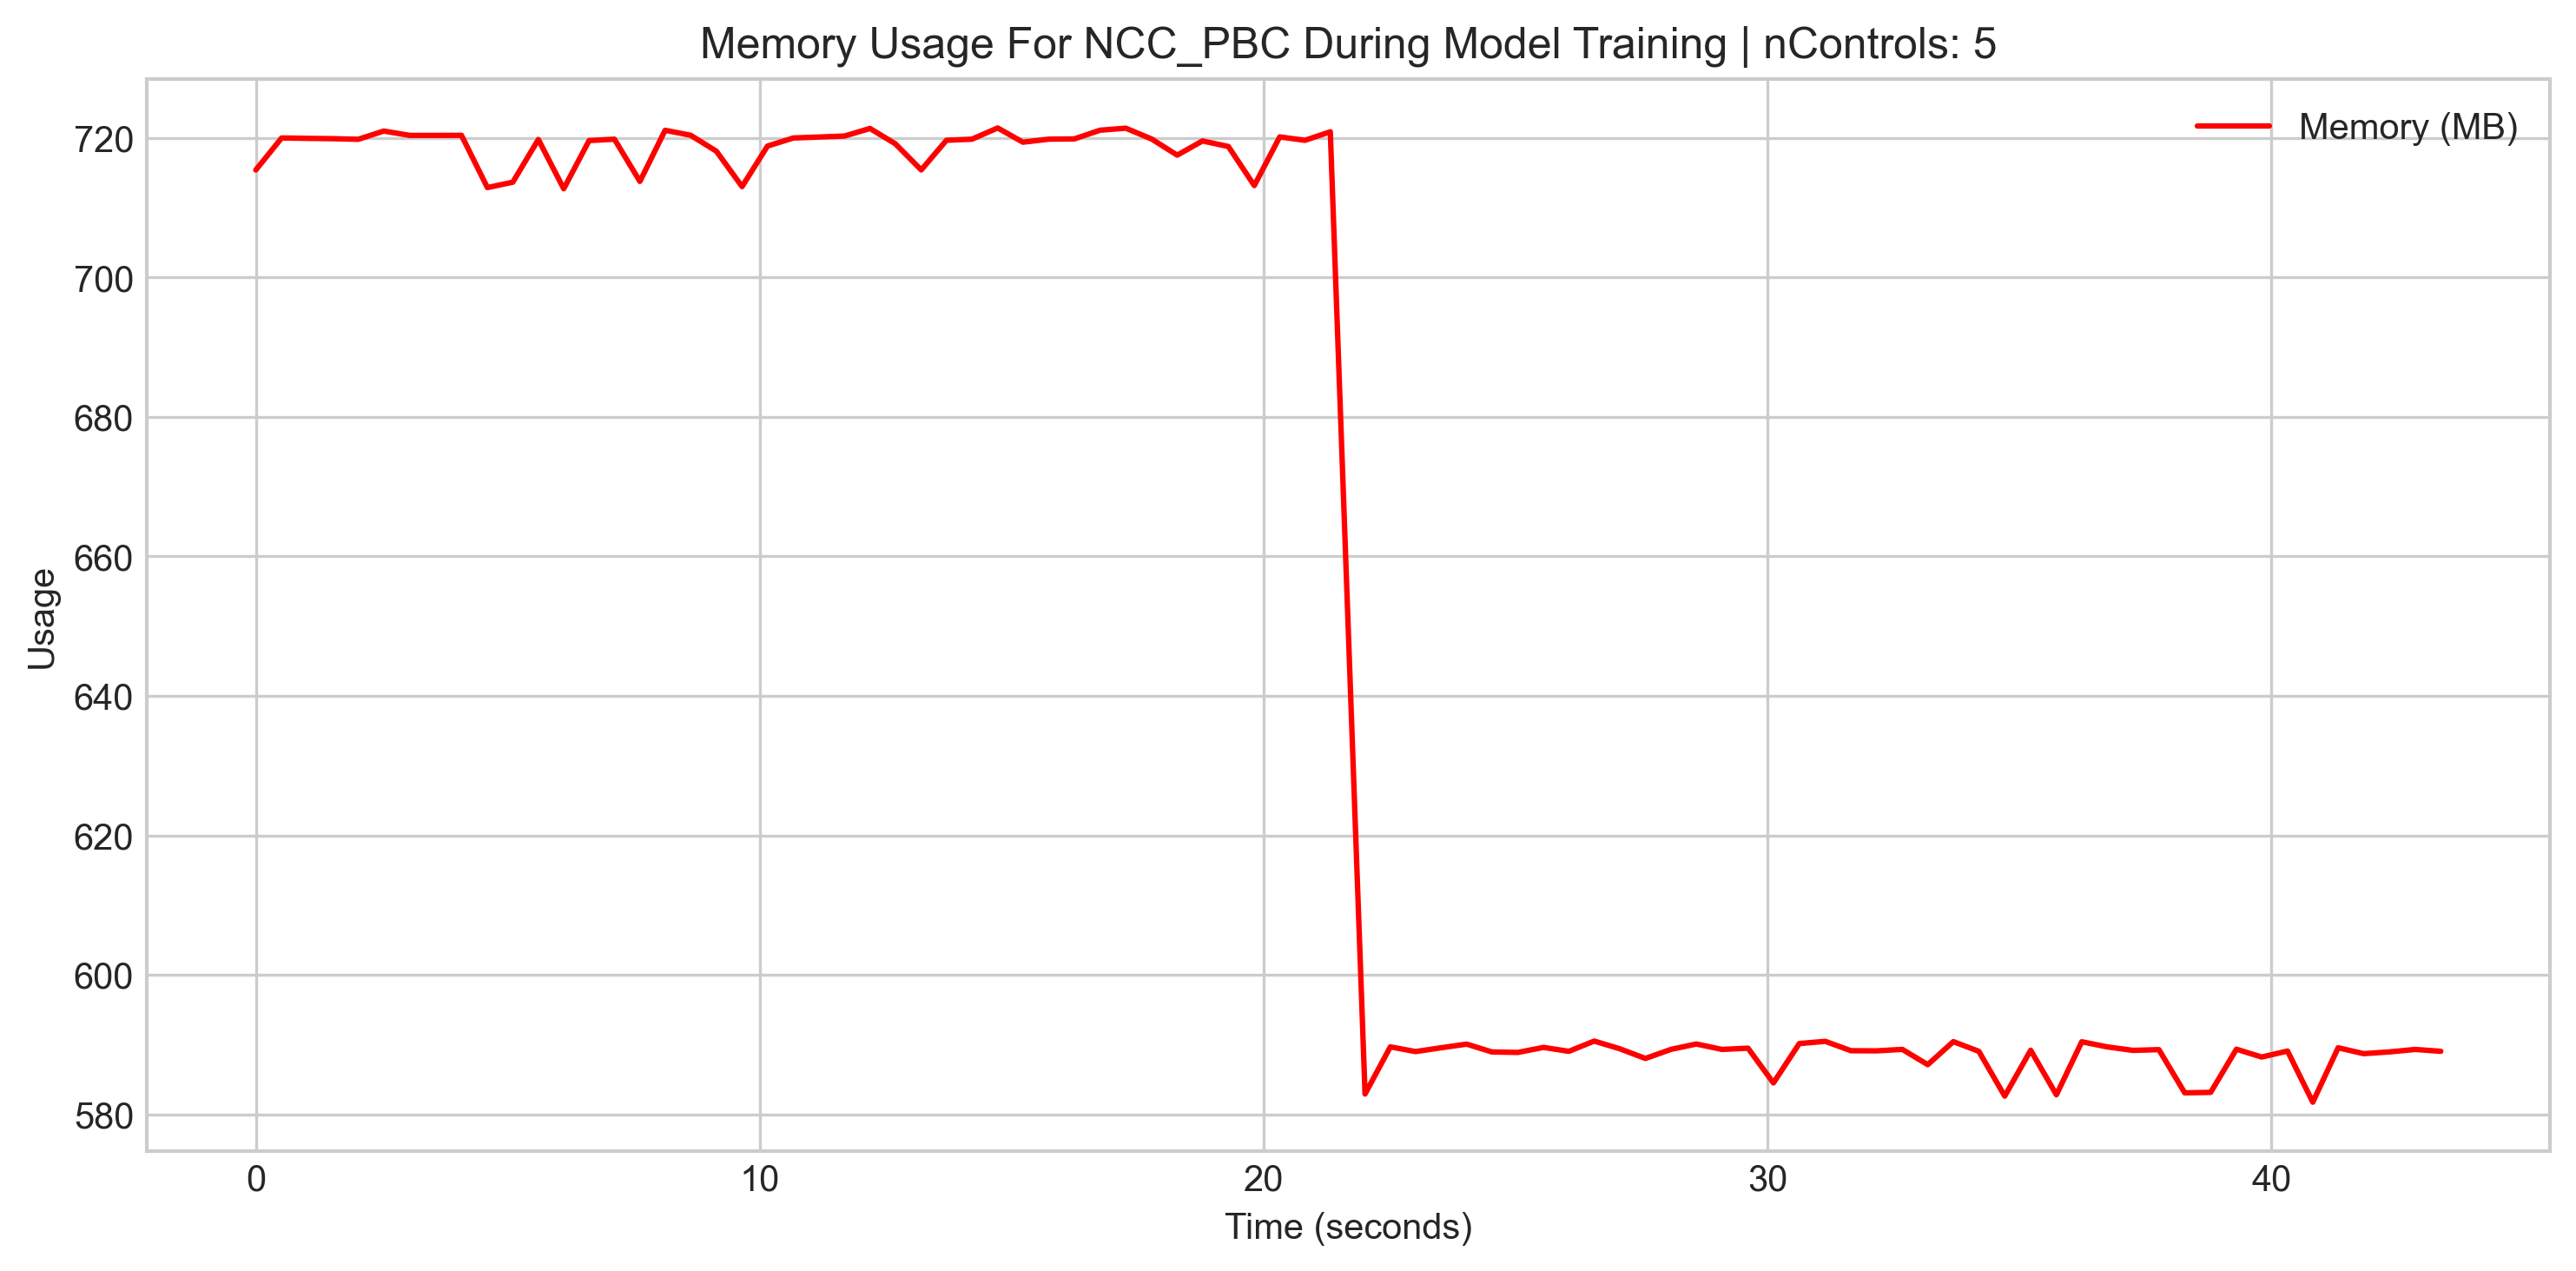 Memory Usage For NCC_PBC During Model Training | nControls: 5
Memory (MB)
720
700
680
660
640
620
600
580
Usage
0 10 20 30 40
Time (seconds)